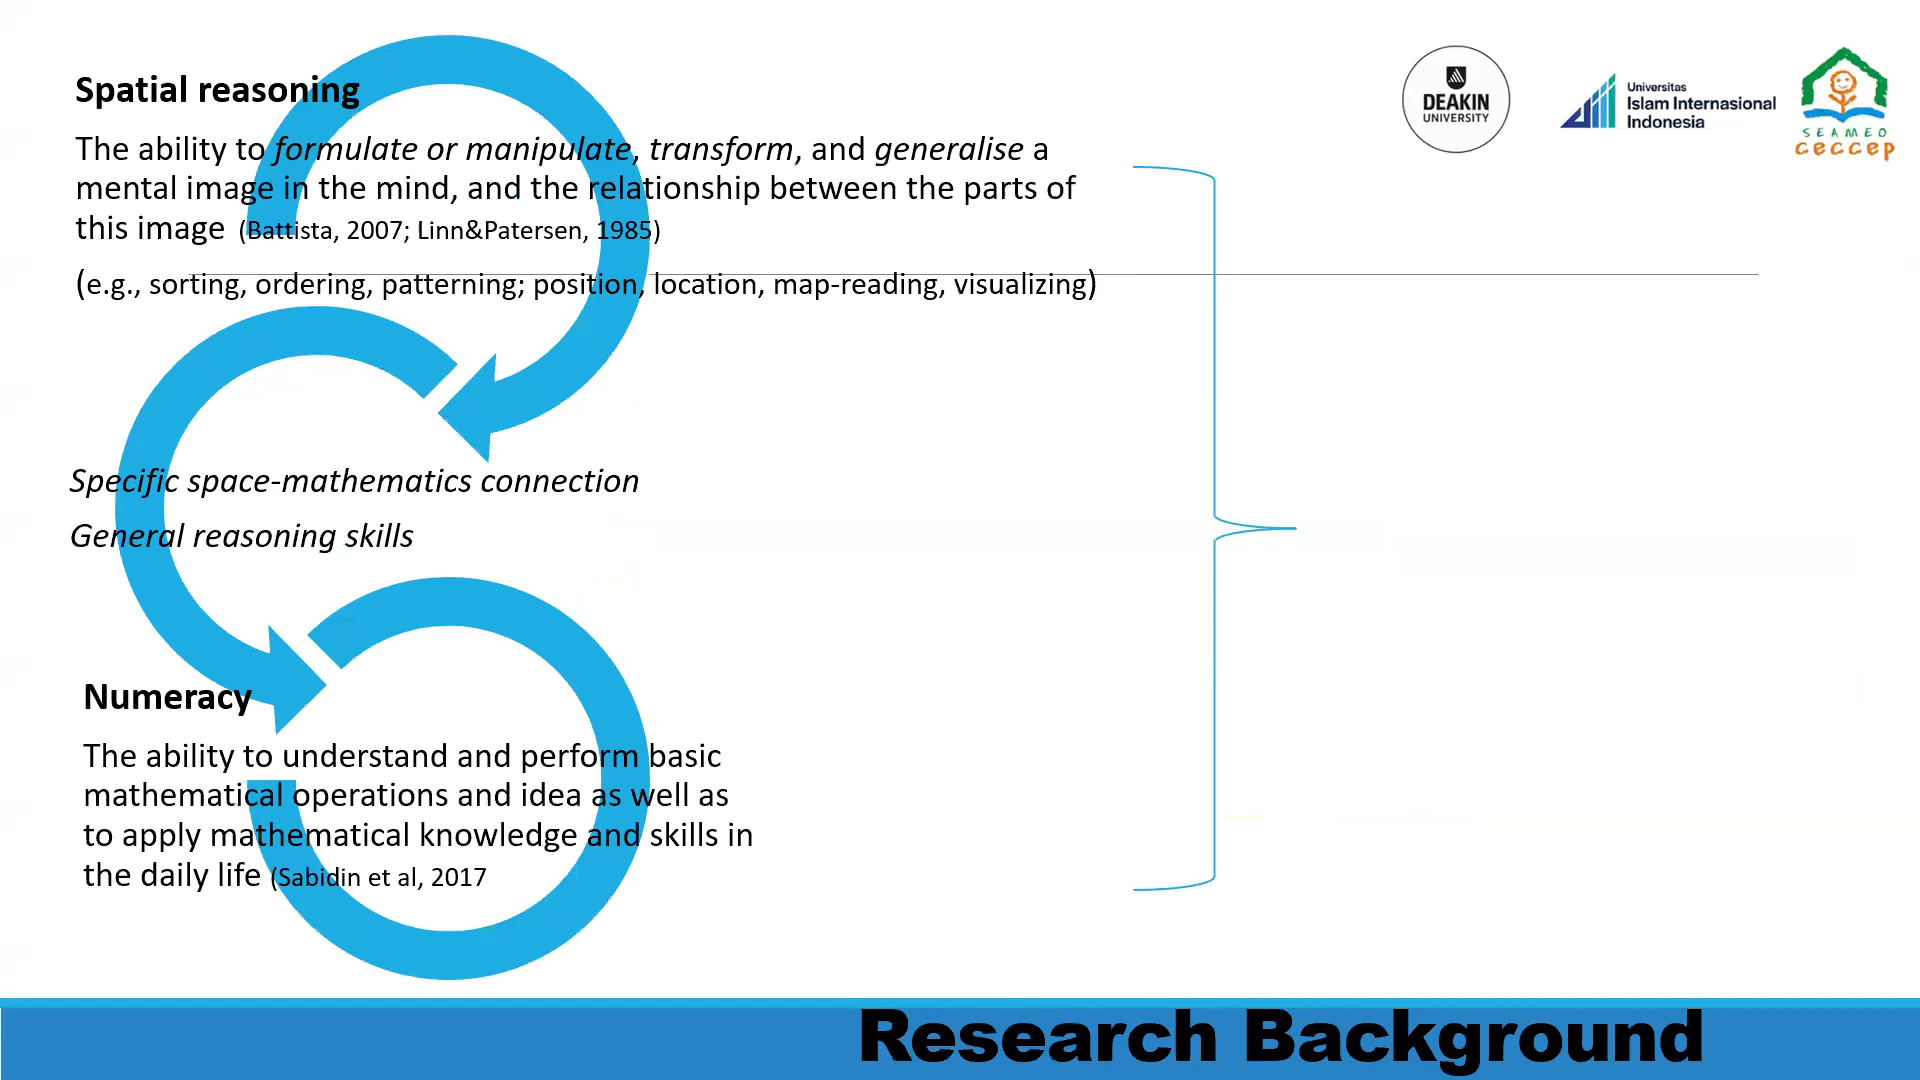 Spatial reasoning
The ability to formulate or manipulate, transform, and generalise a
mental image in the mind, and the relationship between the parts of
this image (Battista, 2007; Linn&Patersen, 1985)
(e.g., sorting, ordering, patterning; position, location, map-reading, visualizing)
DEAKIN
UNIVERSITY
Universitas
Islam Internasional
Indonesia
SEAMEO
CECCEP
Specific space-mathematics connection
General reasoning skills
Numeracy
The ability to understand and perform basic
mathematical operations and idea as well as
to apply mathematical knowledge and skills in
the daily life (Sabidin et al, 2017
Research Background